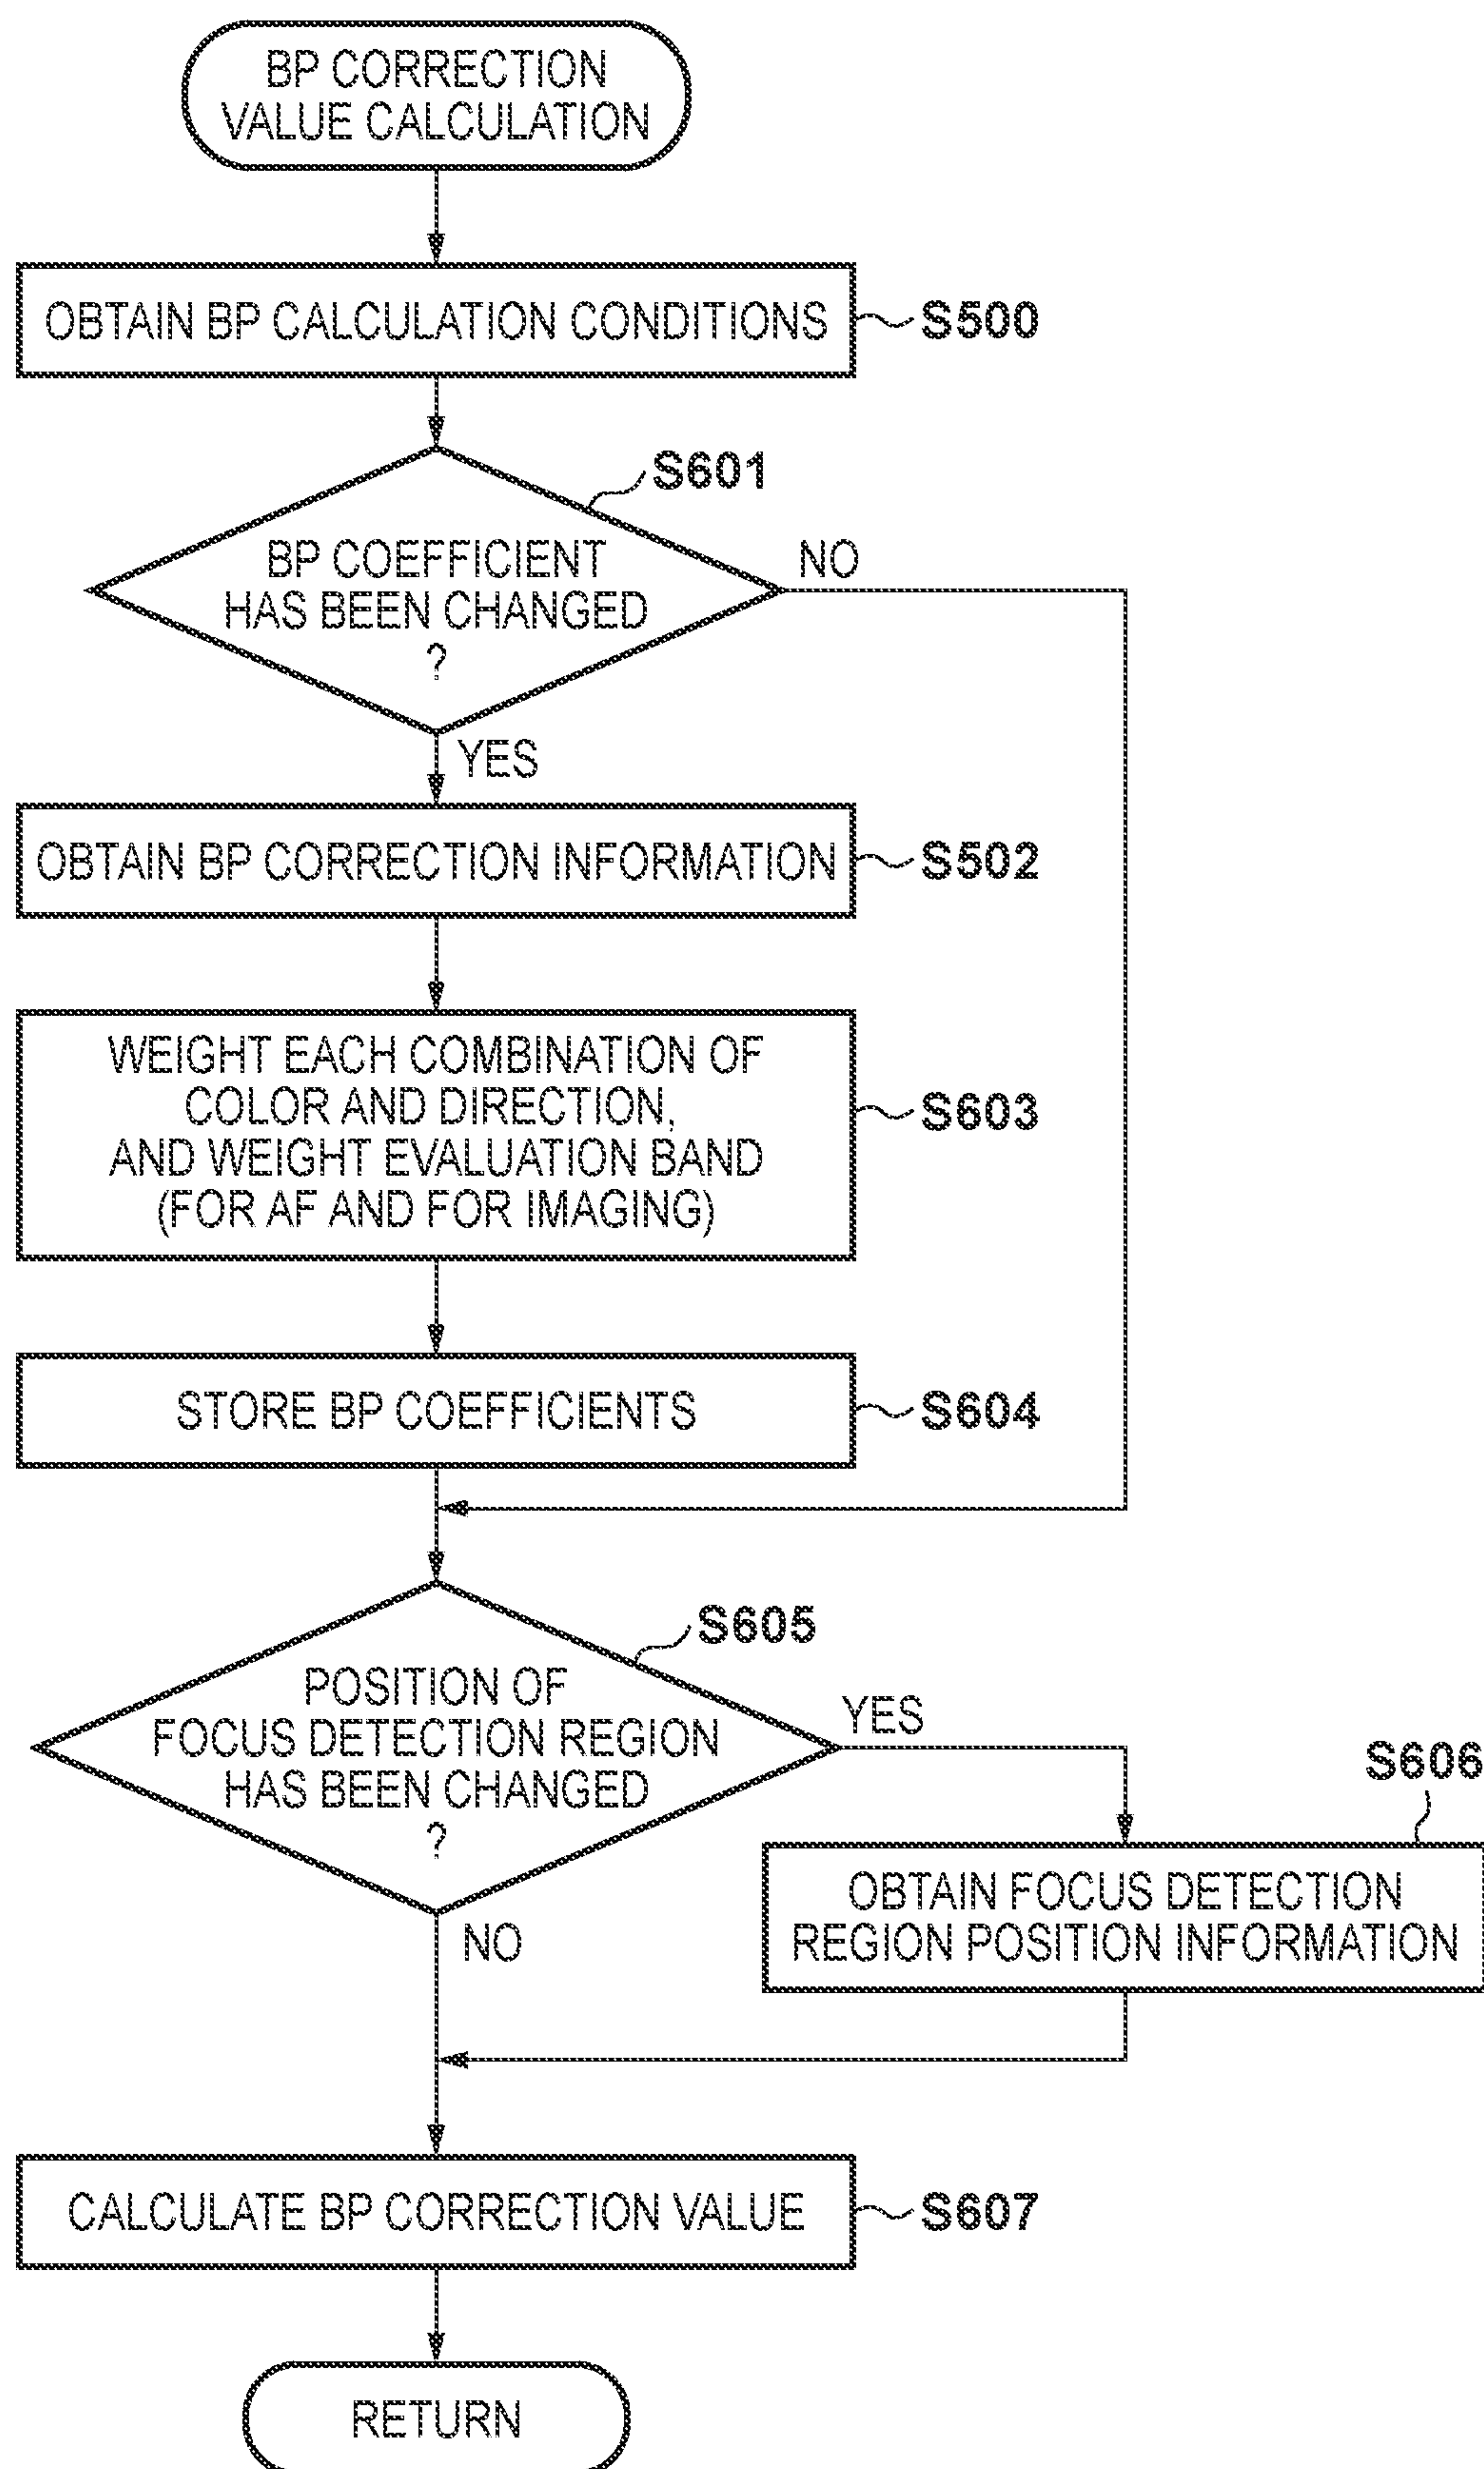 BP CORRECTION
VALUE CALCULATION
OBTAIN BP CALCULATION CONDITIONS
S500
S601
BP COEFFICIENT
HAS BEEN CHANGED
?
NO
YES
OBTAIN BP CORRECTION INFORMATION
S502
WEIGHT EACH COMBINATION OF
COLOR AND DIRECTION,
AND WEIGHT EVALUATION BAND
(FOR AF AND FOR IMAGING)
S603
STORE BP COEFFICIENTS
S604
S605
POSITION OF
FOCUS DETECTION REGION
HAS BEEN CHANGED
?
YES
NO
S606
OBTAIN FOCUS DETECTION
REGION POSITION INFORMATION
CALCULATE BP CORRECTION VALUE
S607
RETURN